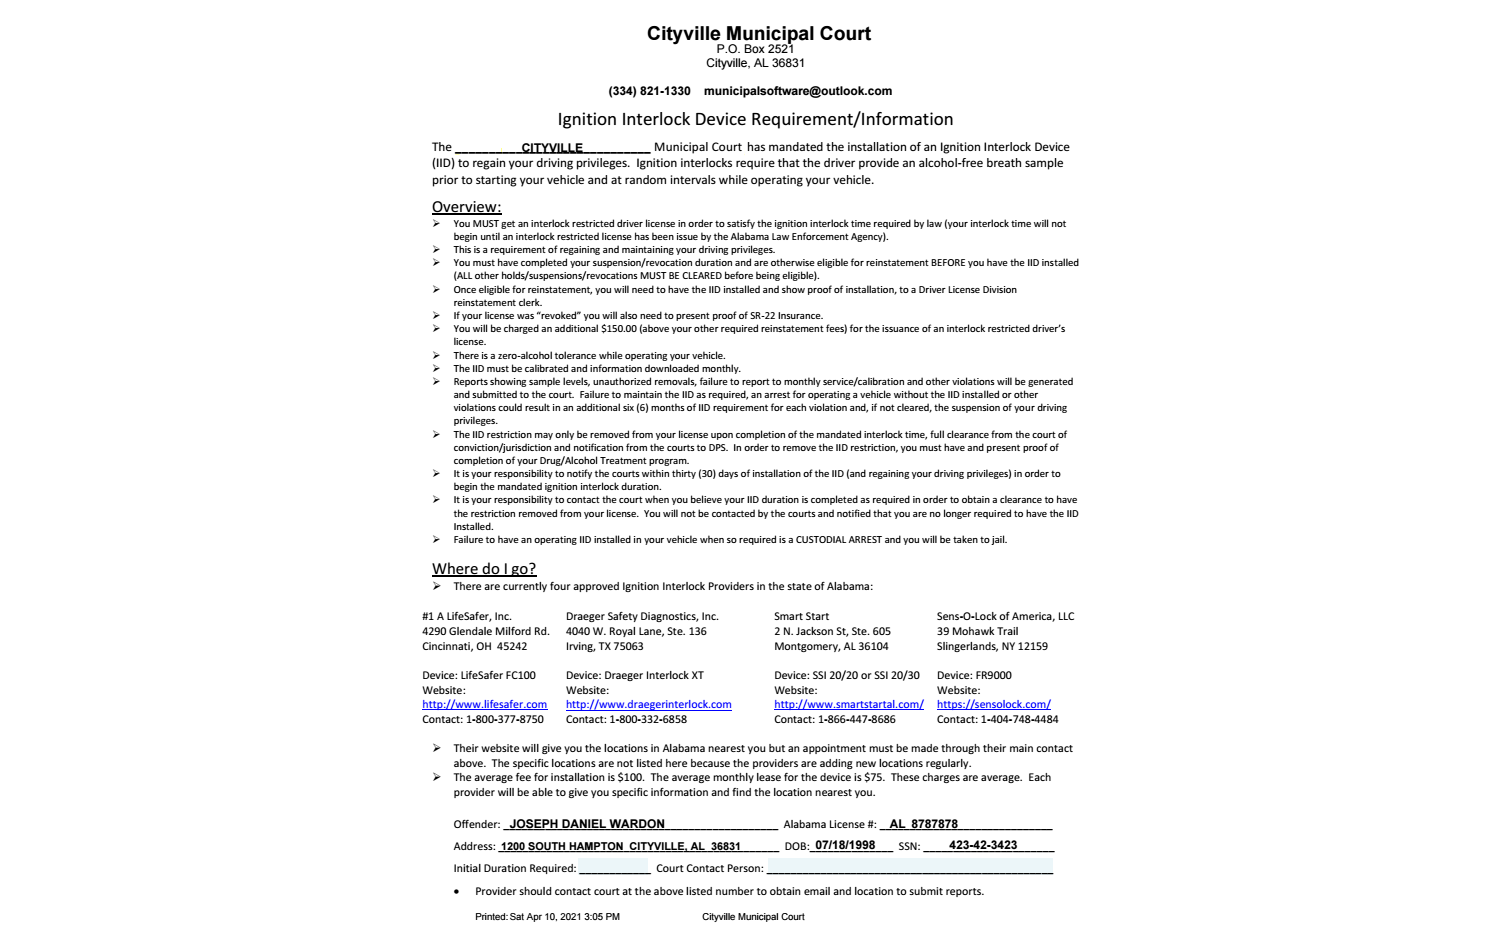 Cityville Municipal Court
P.O. Box 2521
Cityville, AL 36831
(334) 821-1330 municipalsoftware@outlook.com
Ignition Interlock Device Requirement/Information
The __________CITYVILLE__________ Municipal Court has mandated the installation of an Ignition Interlock Device
(IID) to regain your driving privileges. Ignition interlocks require that the driver provide an alcohol-free breath sample
prior to starting your vehicle and at random intervals while operating your vehicle.
Overview:
➢ You MUST get an interlock restricted driver license in order to satisfy the ignition interlock time required by law (your interlock time will not
begin until an interlock restricted license has been issue by the Alabama Law Enforcement Agency).
➢ This is a requirement of regaining and maintaining your driving privileges.
➢ You must have completed your suspension/revocation duration and are otherwise eligible for reinstatement BEFORE you have the IID installed
(ALL other holds/suspensions/revocations MUST BE CLEARED before being eligible).
➢ Once eligible for reinstatement, you will need to have the IID installed and show proof of installation, to a Driver License Division
reinstatement clerk.
➢ If your license was “revoked” you will also need to present proof of SR-22 Insurance.
➢ You will be charged an additional $150.00 (above your other required reinstatement fees) for the issuance of an interlock restricted driver’s
license.
➢ There is a zero-alcohol tolerance while operating your vehicle.
➢ The IID must be calibrated and information downloaded monthly.
➢ Reports showing sample levels, unauthorized removals, failure to report to monthly service/calibration and other violations will be generated
and submitted to the court. Failure to maintain the IID as required, an arrest for operating a vehicle without the IID installed or other
violations could result in an additional six (6) months of IID requirement for each violation and, if not cleared, the suspension of your driving
privileges.
➢ The IID restriction may only be removed from your license upon completion of the mandated interlock time, full clearance from the court of
conviction/jurisdiction and notification from the courts to DPS. In order to remove the IID restriction, you must have and present proof of
completion of your Drug/Alcohol Treatment program.
➢ It is your responsibility to notify the courts within thirty (30) days of installation of the IID (and regaining your driving privileges) in order to
begin the mandated ignition interlock duration.
➢ It is your responsibility to contact the court when you believe your IID duration is completed as required in order to obtain a clearance to have
the restriction removed from your license. You will not be contacted by the courts and notified that you are no longer required to have the IID
Installed.
➢ Failure to have an operating IID installed in your vehicle when so required is a CUSTODIAL ARREST and you will be taken to jail.
Where do I go?
➢ There are currently four approved Ignition Interlock Providers in the state of Alabama:
#1 A LifeSafer, Inc. Draeger Safety Diagnostics, Inc. Smart Start Sens-O-Lock of America, LLC
4290 Glendale Milford Rd. 4040 W. Royal Lane, Ste. 136 2 N. Jackson St, Ste. 605 39 Mohawk Trail
Cincinnati, OH 45242 Irving, TX 75063 Montgomery, AL 36104 Slingerlands, NY 12159
Device: LifeSafer FC100 Device: Draeger Interlock XT Device: SSI 20/20 or SSI 20/30 Device: FR9000
Website: Website: Website: Website:
http://www.lifesafer.com http://www.draegerinterlock.com http://www.smartstartal.com/ https://sensolock.com/
Contact: 1-800-377-8750 Contact: 1-800-332-6858 Contact: 1-866-447-8686 Contact: 1-404-748-4484
➢ Their website will give you the locations in Alabama nearest you but an appointment must be made through their main contact
above. The specific locations are not listed here because the providers are adding new locations regularly.
➢ The average fee for installation is $100. The average monthly lease for the device is $75. These charges are average. Each
provider will be able to give you specific information and find the location nearest you.
Offender: _JOSEPH DANIEL WARDON__________________ Alabama License #: __AL 8787878______________
Address: _1200 SOUTH HAMPTON CITYVILLE, AL 36831______ DOB:_07/18/1998___ SSN: ____423-42-3423______
Initial Duration Required: ____________ Court Contact Person: ________________________________________________
• Provider should contact court at the above listed number to obtain email and location to submit reports.
Printed: Sat Apr 10, 2021 3:05 PM Cityville Municipal Court